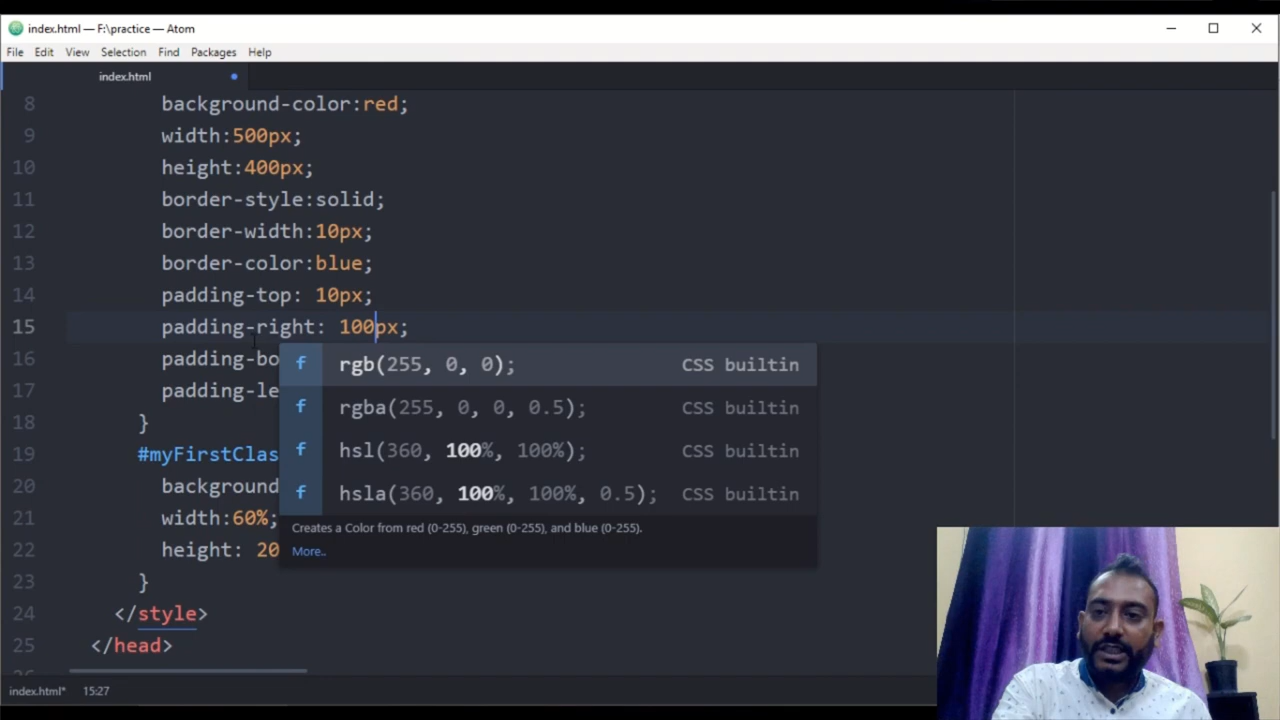 index.html — F:\practice — Atom
File Edit View Selection Find Packages Help
index.html
8 background-color:red;
9 width:500px;
10 height:400px;
11 border-style:solid;
12 border-width:10px;
13 border-color:blue;
14 padding-top: 10px;
15 padding-right: 100px;
16 padding-bo
17 padding-le
18 }
19 #myFirstClas
20 background
21 width:60%;
22 height: 20
23 }
24 </style>
25 </head>
f rgb(255, 0, 0); CSS builtin
f rgba(255, 0, 0, 0.5); CSS builtin
f hsl(360, 100%, 100%); CSS builtin
f hsla(360, 100%, 100%, 0.5); CSS builtin
Creates a Color from red (0-255), green (0-255), and blue (0-255).
More..
index.html* 15:27